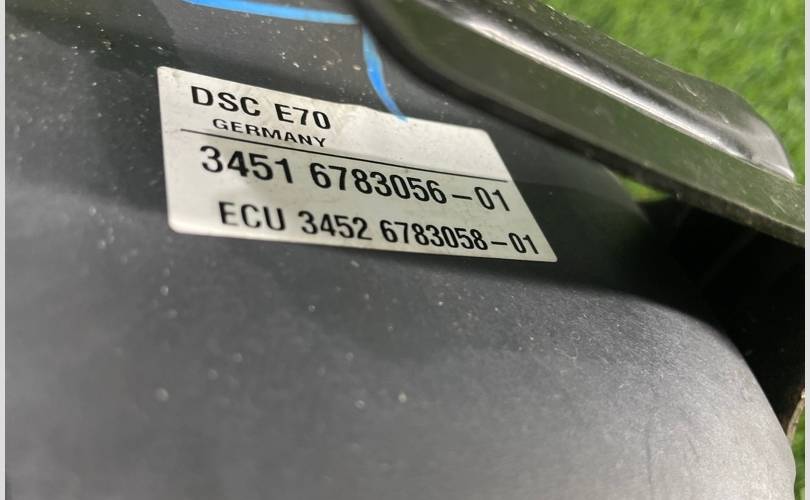 DSC E70
GERMANY
3451 6783056-01
ECU 3452 6783058-01